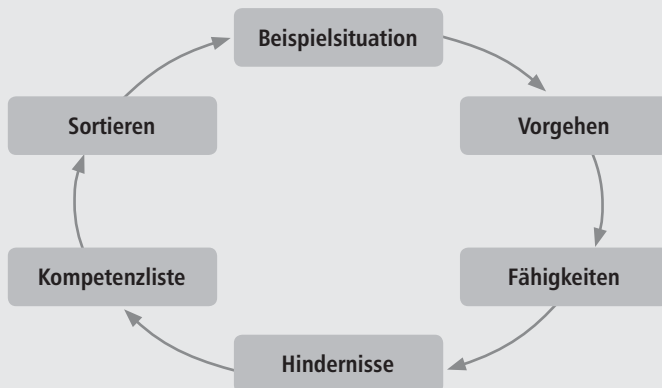 Beispielsituation
Vorgehen
Fähigkeiten
Hindernisse
Kompetenzliste
Sortieren